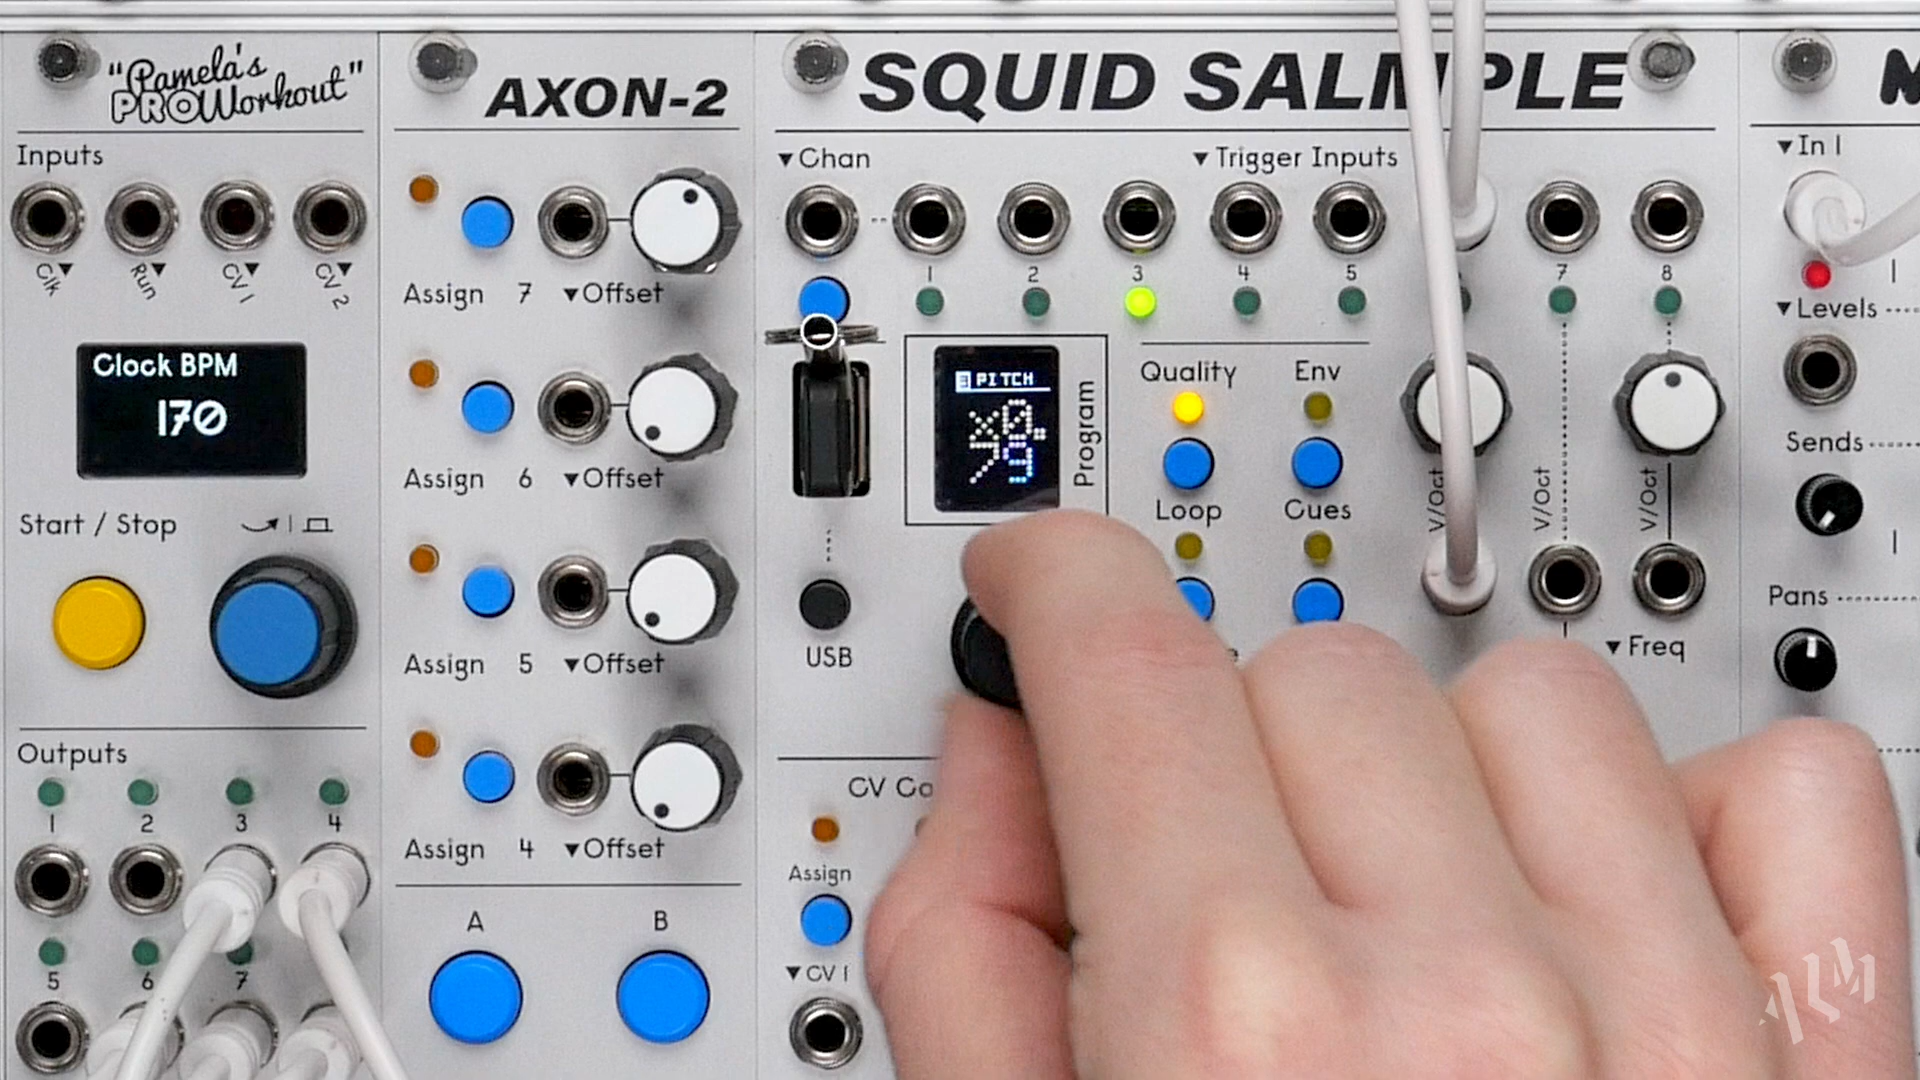 "Pamela's
PROWorkout"
Inputs
Clk
Run
CV 1
CV 2
Clock BPM
170
Start / Stop
Outputs
1
2
3
4
5
6
7
AXON-2
Assign 7 ▼Offset
Assign 6 ▼Offset
Assign 5 ▼Offset
Assign 4 ▼Offset
A
B
SQUID SALMPLE
▼Chan
▼Trigger Inputs
1
2
3
4
5
7
8
3 PITCH
Program
Quality
Env
Loop
Cues
USB
V/Oct
V/Oct
V/Oct
▼Freq
Assign
▼CV 1
▼In 1
1
▼Levels
Sends
1
Pans